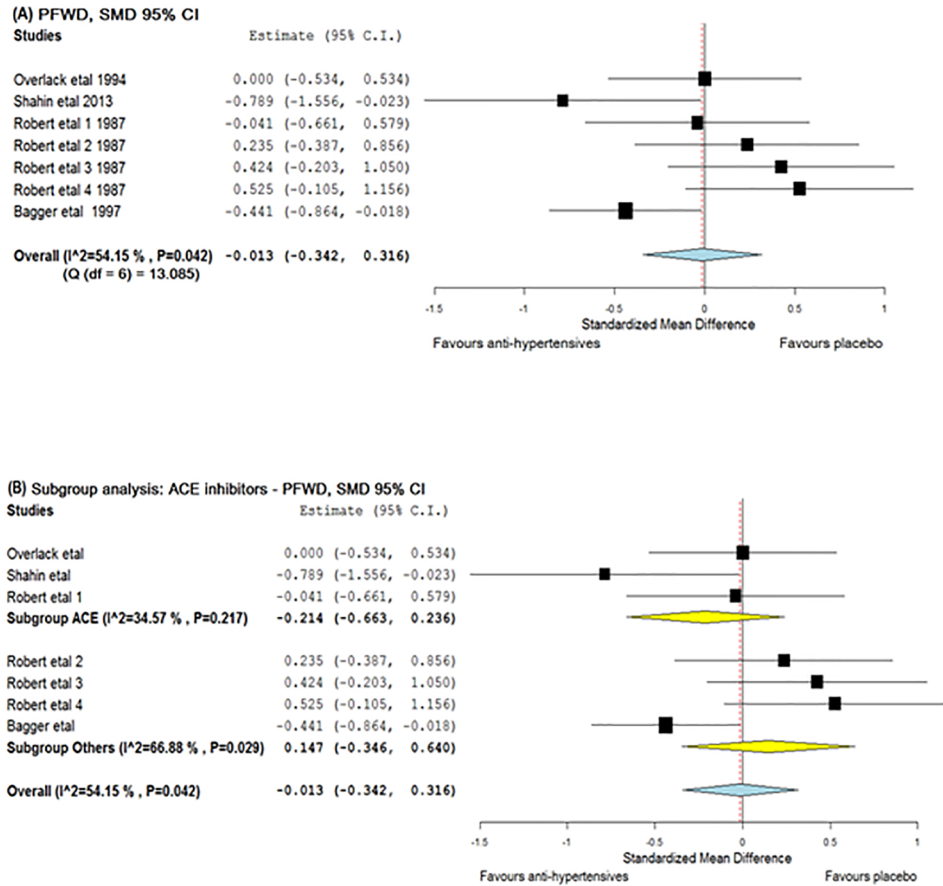 (A) PFWD, SMD 95% CI
Studies Estimate (95% C.I.)
Overlack etal 1994 0.000 (-0.534, 0.534)
Shahin etal 2013 -0.789 (-1.556, -0.023)
Robert etal 1 1987 -0.041 (-0.661, 0.579)
Robert etal 2 1987 0.235 (-0.387, 0.856)
Robert etal 3 1987 0.424 (-0.203, 1.050)
Robert etal 4 1987 0.525 (-0.105, 1.156)
Bagger etal 1997 -0.441 (-0.864, -0.018)
Overall (I^2=54.15 % , P=0.042) -0.013 (-0.342, 0.316)
(Q (df = 6) = 13.085)
-1.5 -1 -0.5 0 0.5 1
Standardized Mean Difference
Favours anti-hypertensives Favours placebo
(B) Subgroup analysis: ACE inhibitors - PFWD, SMD 95% CI
Studies Estimate (95% C.I.)
Overlack etal 0.000 (-0.534, 0.534)
Shahin etal -0.789 (-1.556, -0.023)
Robert etal 1 -0.041 (-0.661, 0.579)
Subgroup ACE (I^2=34.57 % , P=0.217) -0.214 (-0.663, 0.236)
Robert etal 2 0.235 (-0.387, 0.856)
Robert etal 3 0.424 (-0.203, 1.050)
Robert etal 4 0.525 (-0.105, 1.156)
Bagger etal -0.441 (-0.864, -0.018)
Subgroup Others (I^2=66.88 % , P=0.029) 0.147 (-0.346, 0.640)
Overall (I^2=54.15 % , P=0.042) -0.013 (-0.342, 0.316)
-1.5 -1 -0.5 0 0.5 1
Standardized Mean Difference
Favours anti-hypertensives Favours placebo